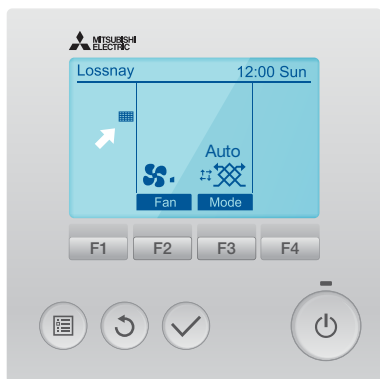 MITSUBISHI
ELECTRIC
Lossnay 12:00 Sun
Auto
Fan Mode
F1 F2 F3 F4